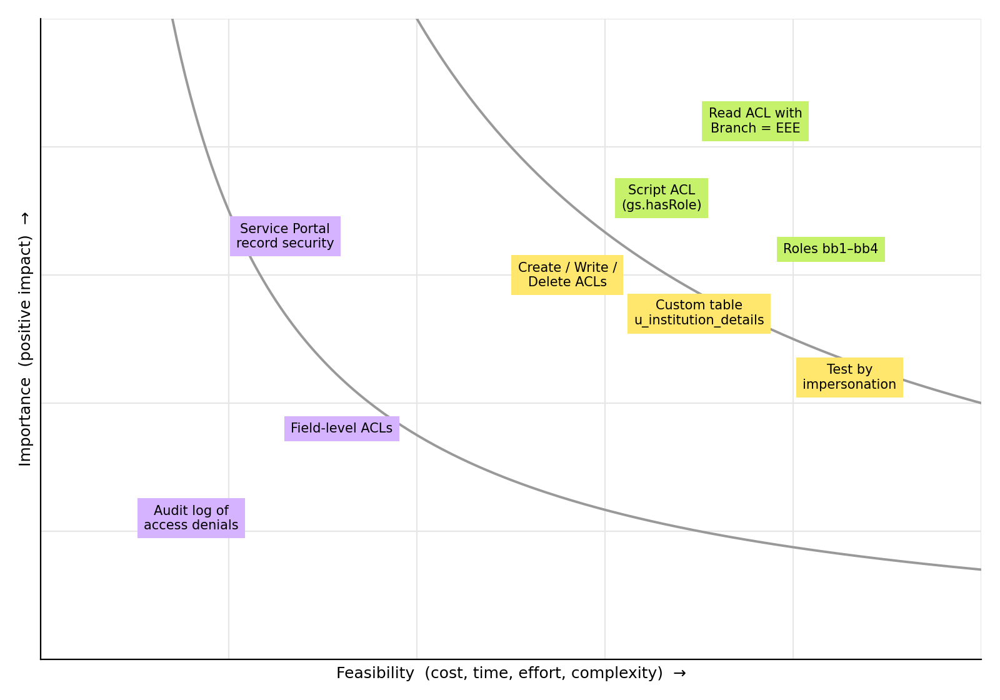 Read ACL with
Branch = EEE
Script ACL
(gs.hasRole)
Service Portal
record security
Roles bb1–bb4
Create / Write /
Delete ACLs
Custom table
u_institution_details
Test by
impersonation
Field-level ACLs
Audit log of
access denials
Importance  (positive impact)  →
Feasibility  (cost, time, effort, complexity)  →